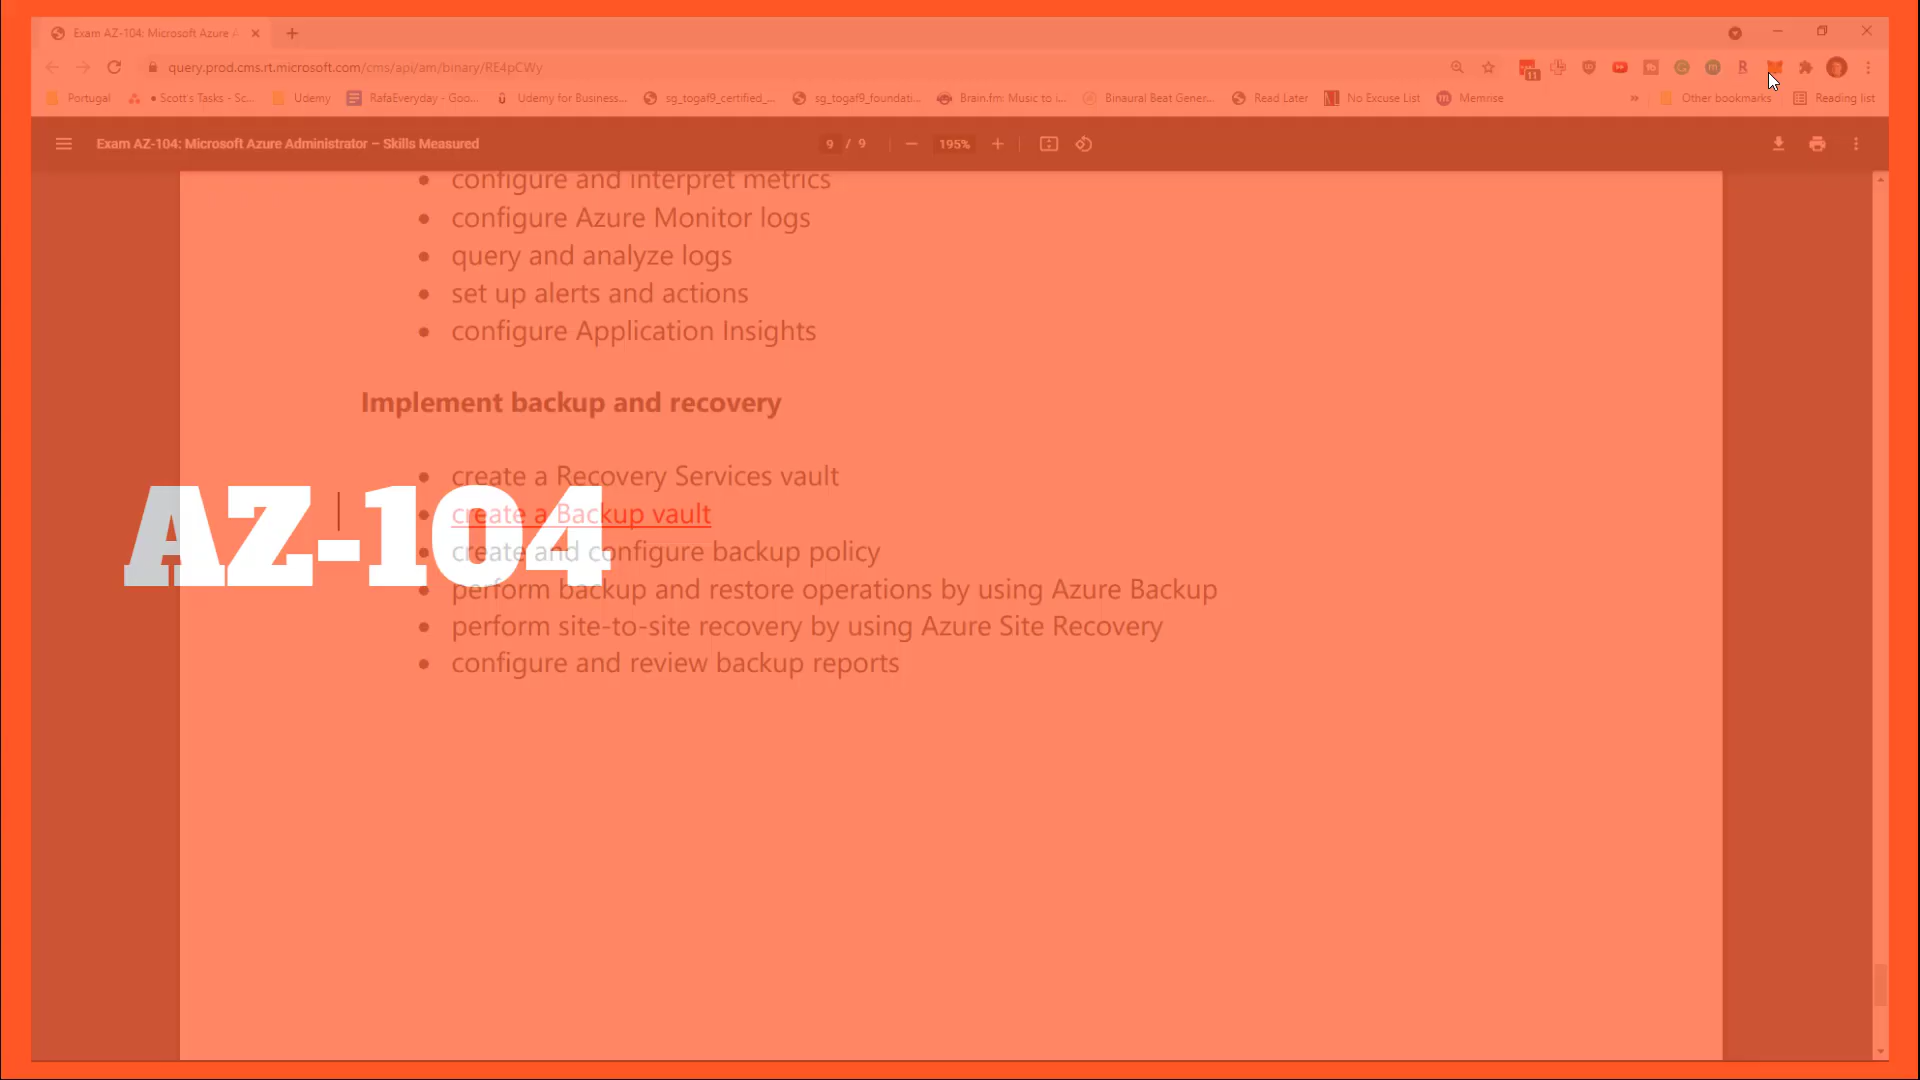 Exam AZ-104: Microsoft Azure A
query.prod.cms.rt.microsoft.com/cms/api/am/binary/RE4pCWy
11
Portugal
• Scott's Tasks - Sc...
Udemy
RafaEveryday - Goo...
Udemy for Business...
sg_togaf9_certified_...
sg_togaf9_foundati...
Brain.fm: Music to i...
Binaural Beat Gener...
Read Later
No Excuse List
Memrise
»
Other bookmarks
Reading list
Exam AZ-104: Microsoft Azure Administrator – Skills Measured
9 / 9
195%
• configure and interpret metrics
• configure Azure Monitor logs
• query and analyze logs
• set up alerts and actions
• configure Application Insights
Implement backup and recovery
• create a Recovery Services vault
• create a Backup vault
• create and configure backup policy
• perform backup and restore operations by using Azure Backup
• perform site-to-site recovery by using Azure Site Recovery
• configure and review backup reports
AZ-104